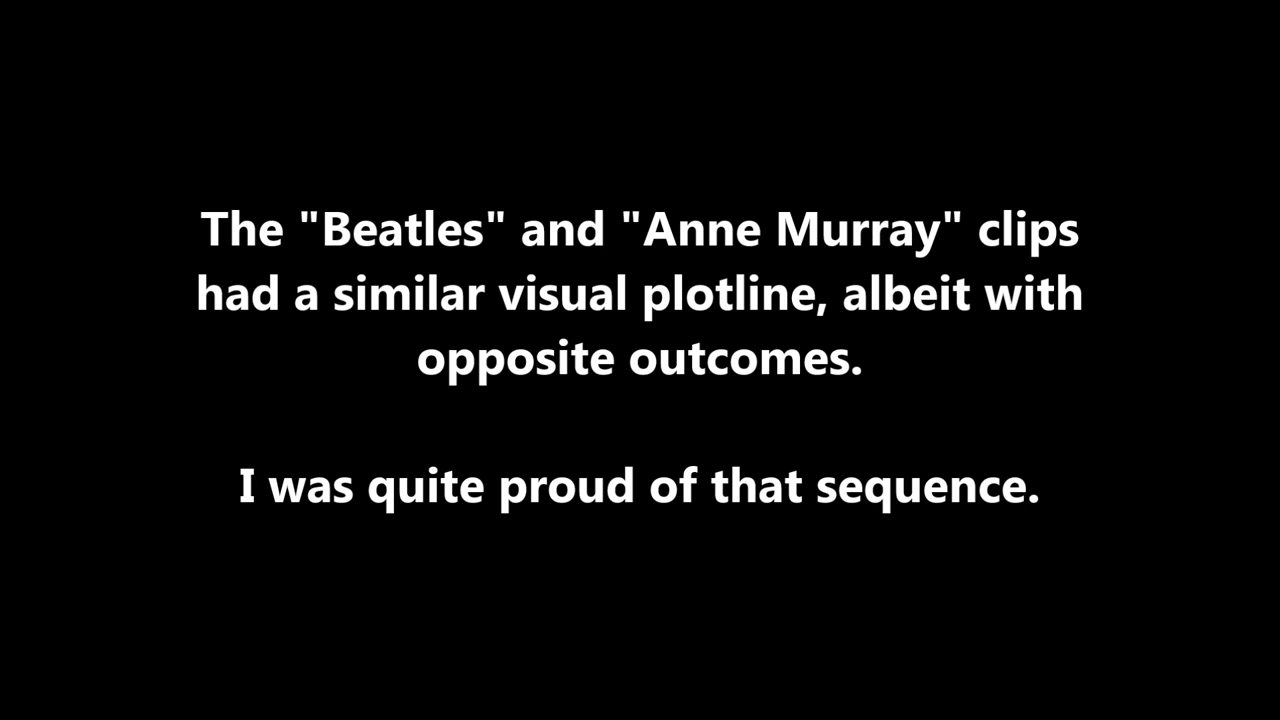 The "Beatles" and "Anne Murray" clips
had a similar visual plotline, albeit with
opposite outcomes.
I was quite proud of that sequence.